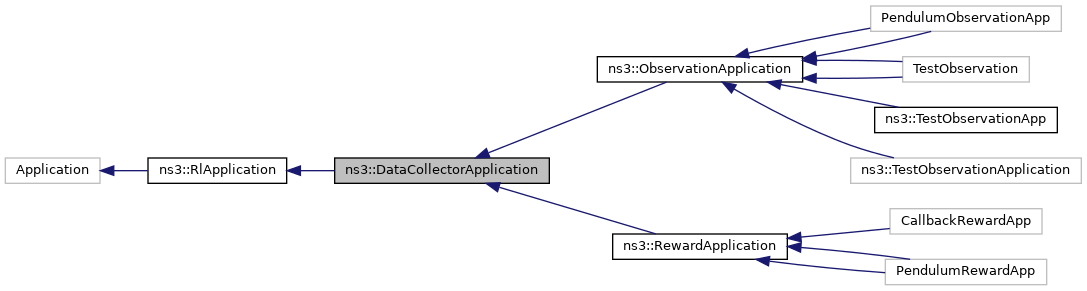 PendulumObservationApp
ns3::ObservationApplication
TestObservation
ns3::TestObservationApp
Application
ns3::RlApplication
ns3::DataCollectorApplication
ns3::TestObservationApplication
CallbackRewardApp
ns3::RewardApplication
PendulumRewardApp